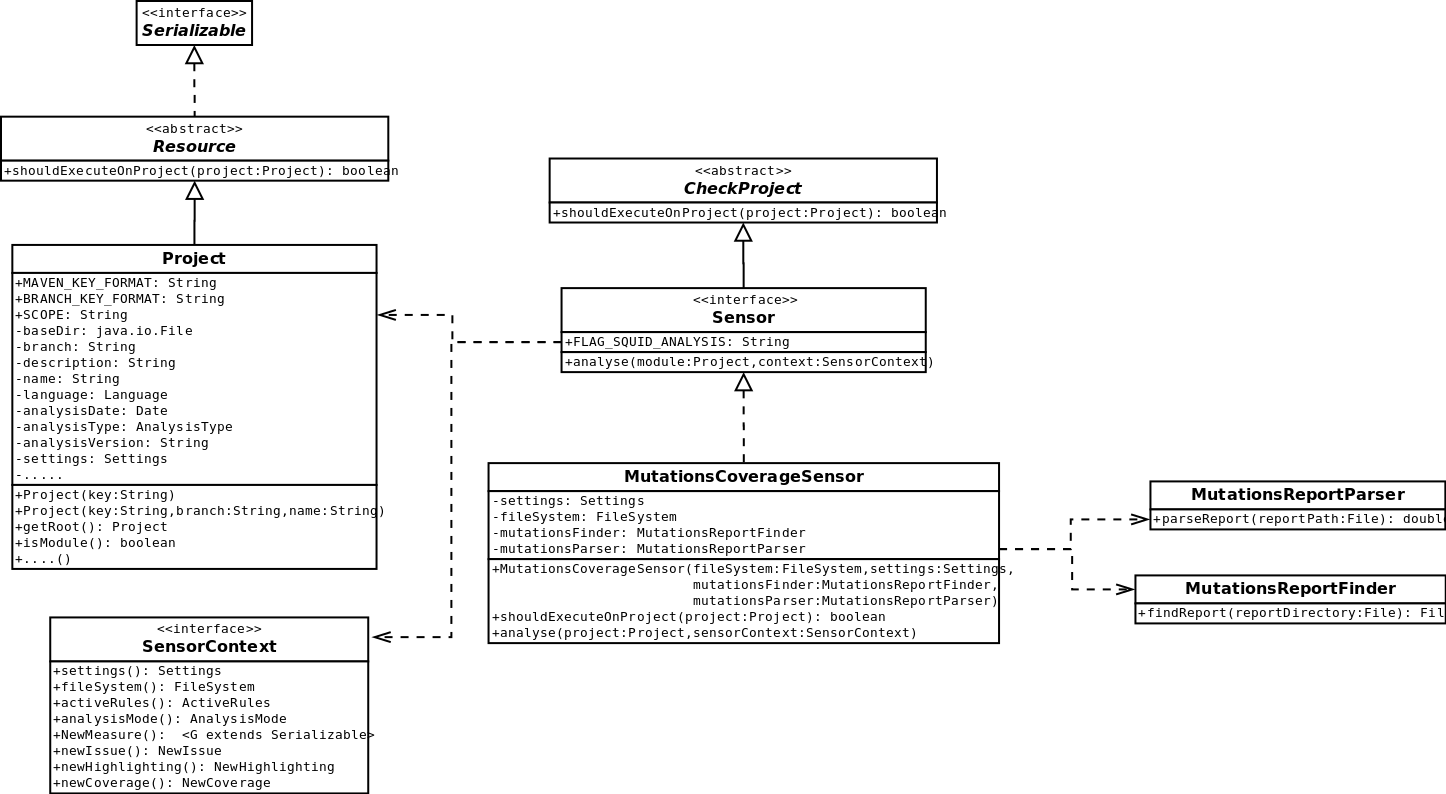 <<interface>>
Serializable
<<abstract>>
Resource
+shouldExecuteOnProject(project:Project): boolean
Project
+MAVEN_KEY_FORMAT: String
+BRANCH_KEY_FORMAT: String
+SCOPE: String
-baseDir: java.io.File
-branch: String
-description: String
-name: String
-language: Language
-analysisDate: Date
-analysisType: AnalysisType
-analysisVersion: String
-settings: Settings
-.....
+Project(key:String)
+Project(key:String,branch:String,name:String)
+getRoot(): Project
+isModule(): boolean
+....()
<<interface>>
SensorContext
+settings(): Settings
+fileSystem(): FileSystem
+activeRules(): ActiveRules
+analysisMode(): AnalysisMode
+NewMeasure():  <G extends Serializable>
+newIssue(): NewIssue
+newHighlighting(): NewHighlighting
+newCoverage(): NewCoverage
<<abstract>>
CheckProject
+shouldExecuteOnProject(project:Project): boolean
<<interface>>
Sensor
+FLAG_SQUID_ANALYSIS: String
+analyse(module:Project,context:SensorContext)
MutationsCoverageSensor
-settings: Settings
-fileSystem: FileSystem
-mutationsFinder: MutationsReportFinder
-mutationsParser: MutationsReportParser
+MutationsCoverageSensor(fileSystem:FileSystem,settings:Settings,
mutationsFinder:MutationsReportFinder,
mutationsParser:MutationsReportParser)
+shouldExecuteOnProject(project:Project): boolean
+analyse(project:Project,sensorContext:SensorContext)
MutationsReportParser
+parseReport(reportPath:File): double
MutationsReportFinder
+findReport(reportDirectory:File): Fil